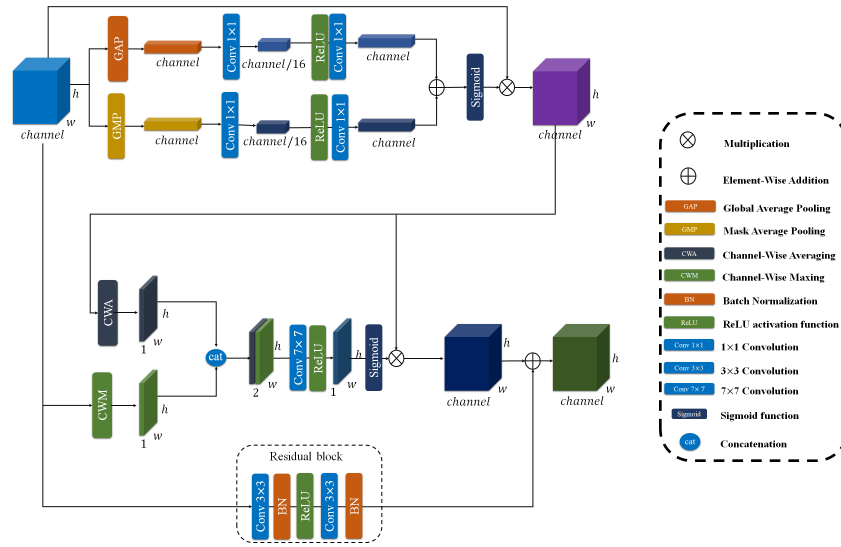 GAP
channel
Conv 1×1
channel/16
ReLU
Conv 1×1
channel
h
w
channel
GMP
channel
Conv 1×1
channel/16
ReLU
Conv 1×1
channel
Sigmoid
h
w
channel
CWA
h
w
1
CWM
h
w
1
cat
h
w
2
Conv 7×7
ReLU
h
w
1
Sigmoid
h
w
channel
h
w
channel
Residual block
Conv 3×3
BN
ReLU
Conv 3×3
BN
Multiplication
Element-Wise Addition
GAP Global Average Pooling
GMP Mask Average Pooling
CWA Channel-Wise Averaging
CWM Channel-Wise Maxing
BN Batch Normalization
ReLU ReLU activation function
Conv 1×1 1×1 Convolution
Conv 3×3 3×3 Convolution
Conv 7× 7 7×7 Convolution
Sigmoid Sigmoid function
cat Concatenation